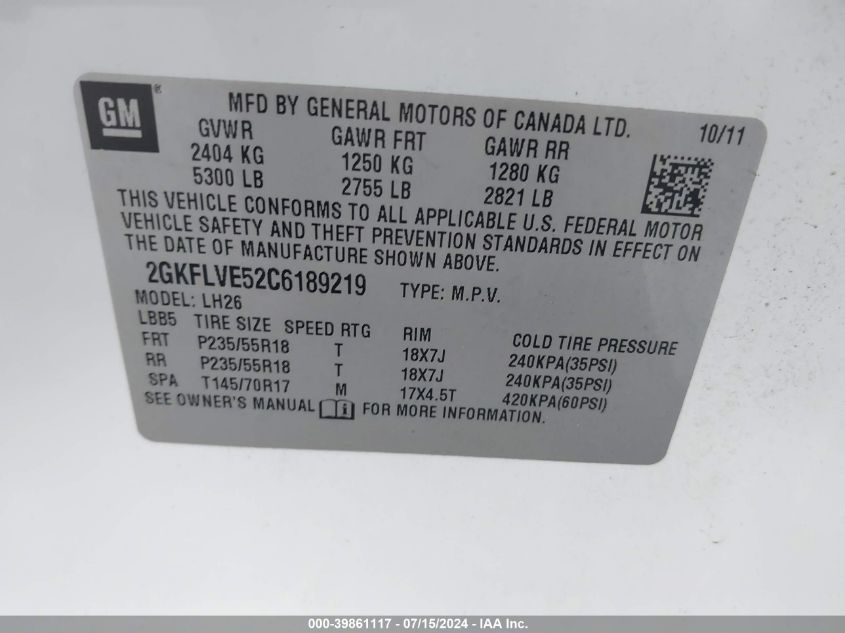 GM ®
MFD BY GENERAL MOTORS OF CANADA LTD.
10/11
GVWR GAWR FRT GAWR RR
2404 KG 1250 KG 1280 KG
5300 LB 2755 LB 2821 LB
THIS VEHICLE CONFORMS TO ALL APPLICABLE U.S. FEDERAL MOTOR
VEHICLE SAFETY AND THEFT PREVENTION STANDARDS IN EFFECT ON
THE DATE OF MANUFACTURE SHOWN ABOVE.
2GKFLVE52C6189219 TYPE: M.P.V.
MODEL: LH26
LBB5 TIRE SIZE SPEED RTG RIM COLD TIRE PRESSURE
FRT P235/55R18 T 18X7J 240KPA(35PSI)
RR P235/55R18 T 18X7J 240KPA(35PSI)
SPA T145/70R17 M 17X4.5T 420KPA(60PSI)
SEE OWNER'S MANUAL i FOR MORE INFORMATION.
000-39861117 - 07/15/2024 - IAA Inc.